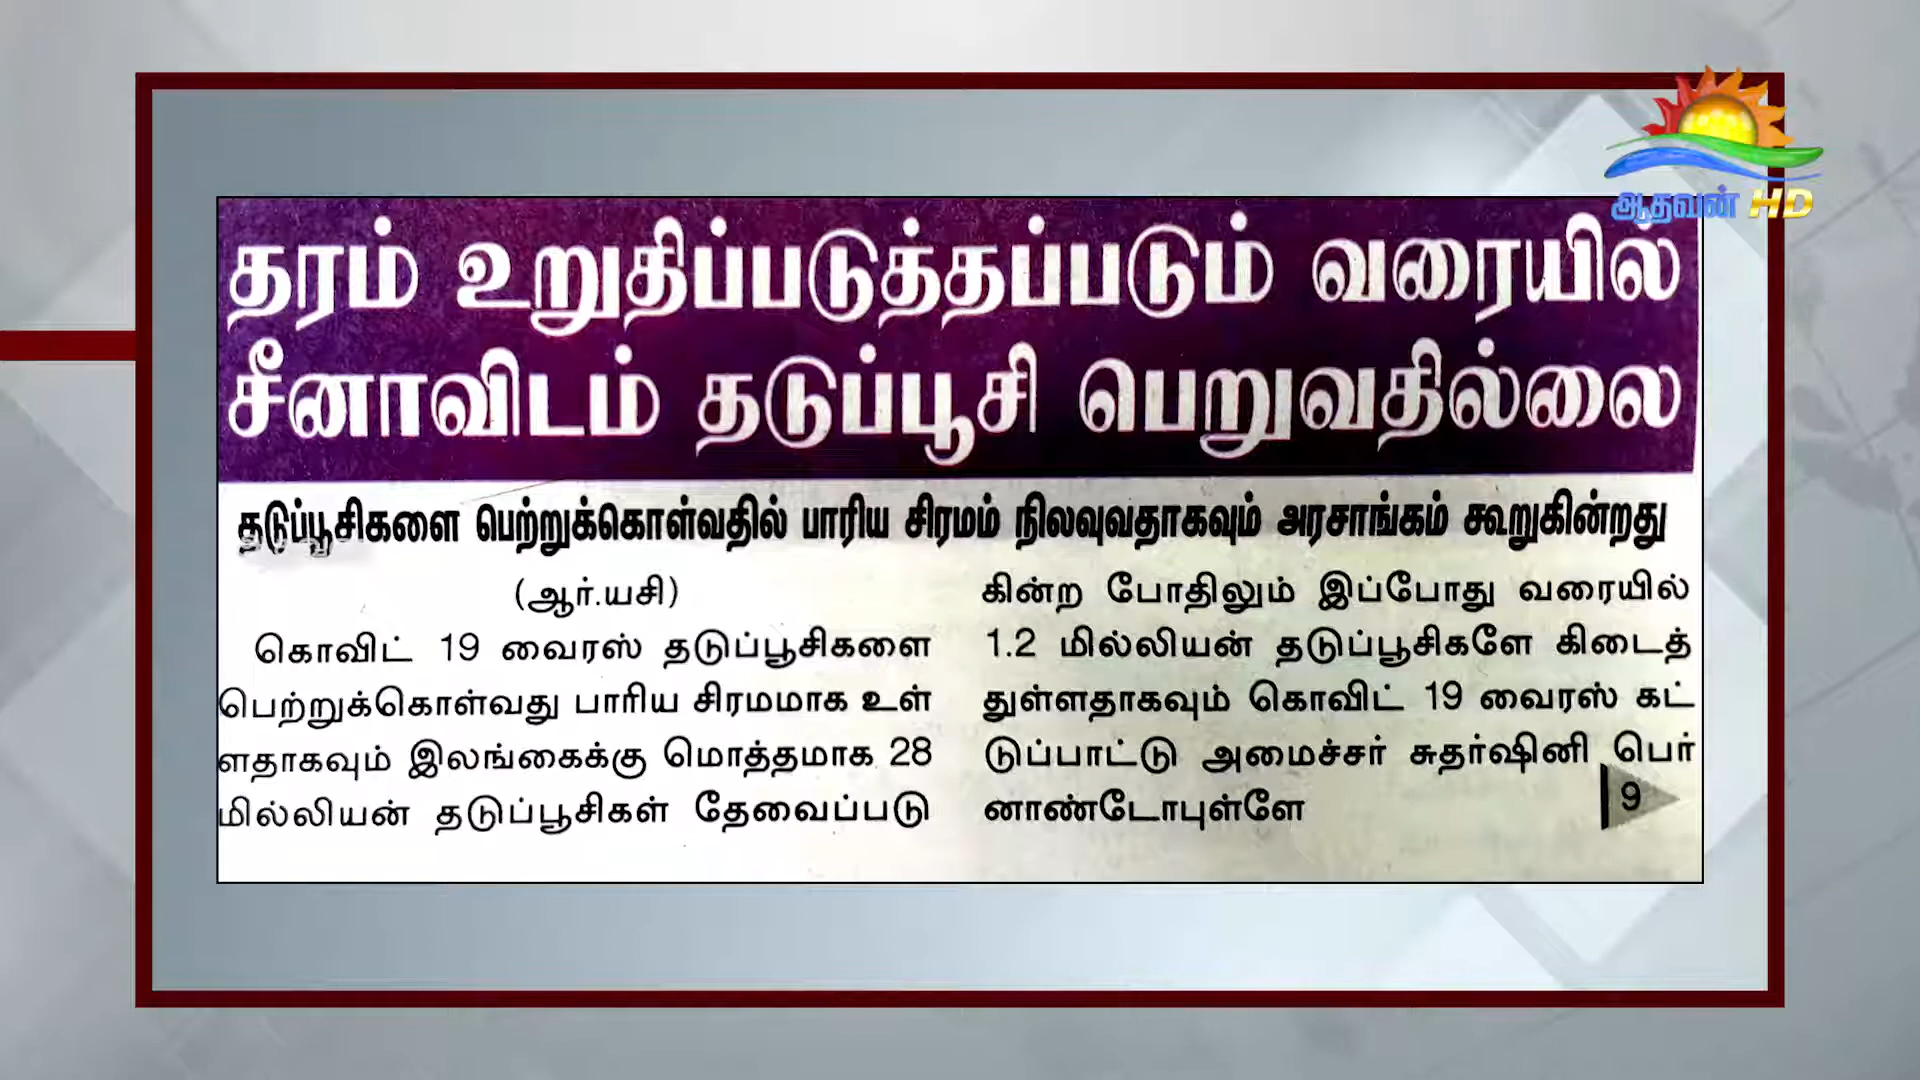 ஆதவன் HD
தரம் உறுதிப்படுத்தப்படும் வரையில்
சீனாவிடம் தடுப்பூசி பெறுவதில்லை
தடுப்பூசிகளை பெற்றுக்கொள்வதில் பாரிய சிரமம் நிலவுவதாகவும் அரசாங்கம் கூறுகின்றது
(ஆர்.யசி)
கொவிட் 19 வைரஸ் தடுப்பூசிகளை
பெற்றுக்கொள்வது பாரிய சிரமமாக உள்
ளதாகவும் இலங்கைக்கு மொத்தமாக 28
மில்லியன் தடுப்பூசிகள் தேவைப்படு
கின்ற போதிலும் இப்போது வரையில்
1.2 மில்லியன் தடுப்பூசிகளே கிடைத்
துள்ளதாகவும் கொவிட் 19 வைரஸ் கட்
டுப்பாட்டு அமைச்சர் சுதர்ஷினி பெர்
னாண்டோபுள்ளே
9